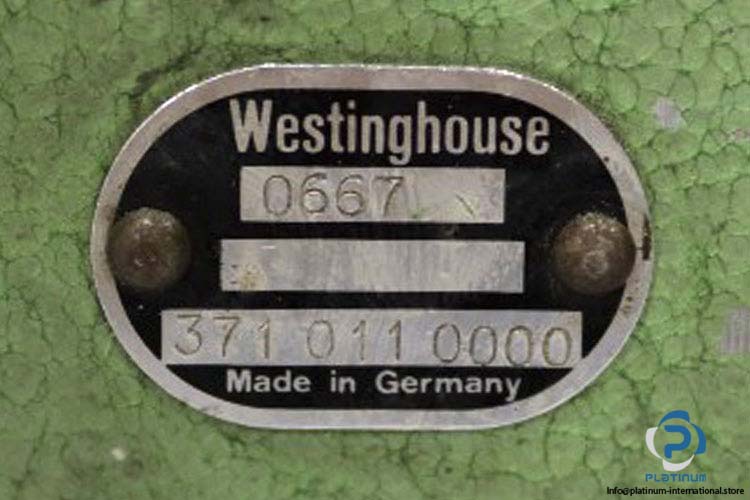 Westinghouse
0667
371 011 0000
Made in Germany
PLATINUM
Info@platinum-international.store